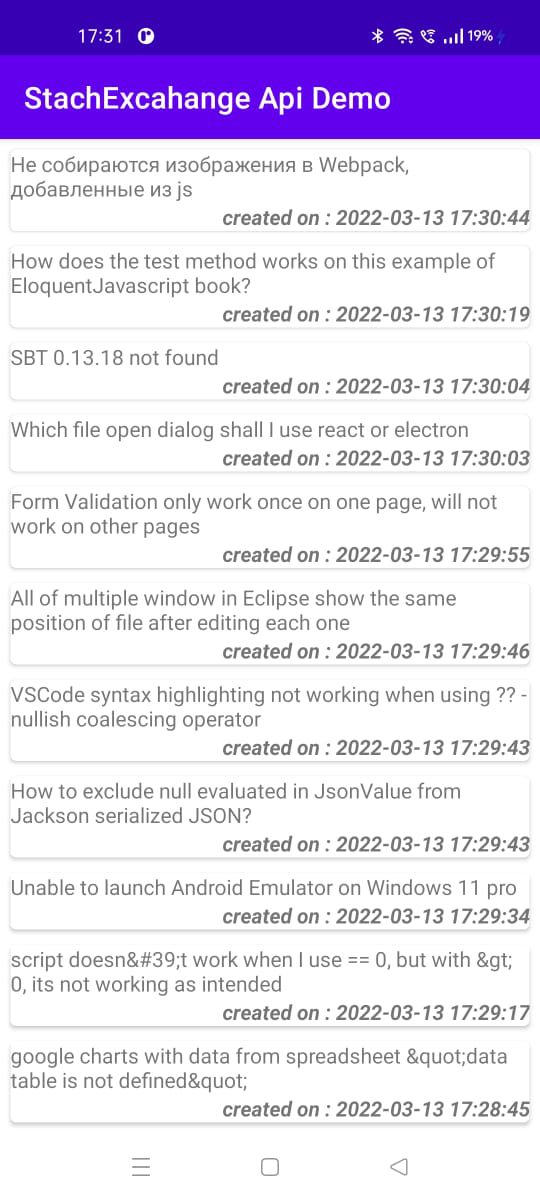 17:31 19%
StachExcahange Api Demo
Не собираются изображения в Webpack,
добавленные из js
created on : 2022-03-13 17:30:44
How does the test method works on this example of
EloquentJavascript book?
created on : 2022-03-13 17:30:19
SBT 0.13.18 not found
created on : 2022-03-13 17:30:04
Which file open dialog shall I use react or electron
created on : 2022-03-13 17:30:03
Form Validation only work once on one page, will not
work on other pages
created on : 2022-03-13 17:29:55
All of multiple window in Eclipse show the same
position of file after editing each one
created on : 2022-03-13 17:29:46
VSCode syntax highlighting not working when using ?? -
nullish coalescing operator
created on : 2022-03-13 17:29:43
How to exclude null evaluated in JsonValue from
Jackson serialized JSON?
created on : 2022-03-13 17:29:43
Unable to launch Android Emulator on Windows 11 pro
created on : 2022-03-13 17:29:34
script doesn&#39;t work when I use == 0, but with &gt;
0, its not working as intended
created on : 2022-03-13 17:29:17
google charts with data from spreadsheet &quot;data
table is not defined&quot;
created on : 2022-03-13 17:28:45